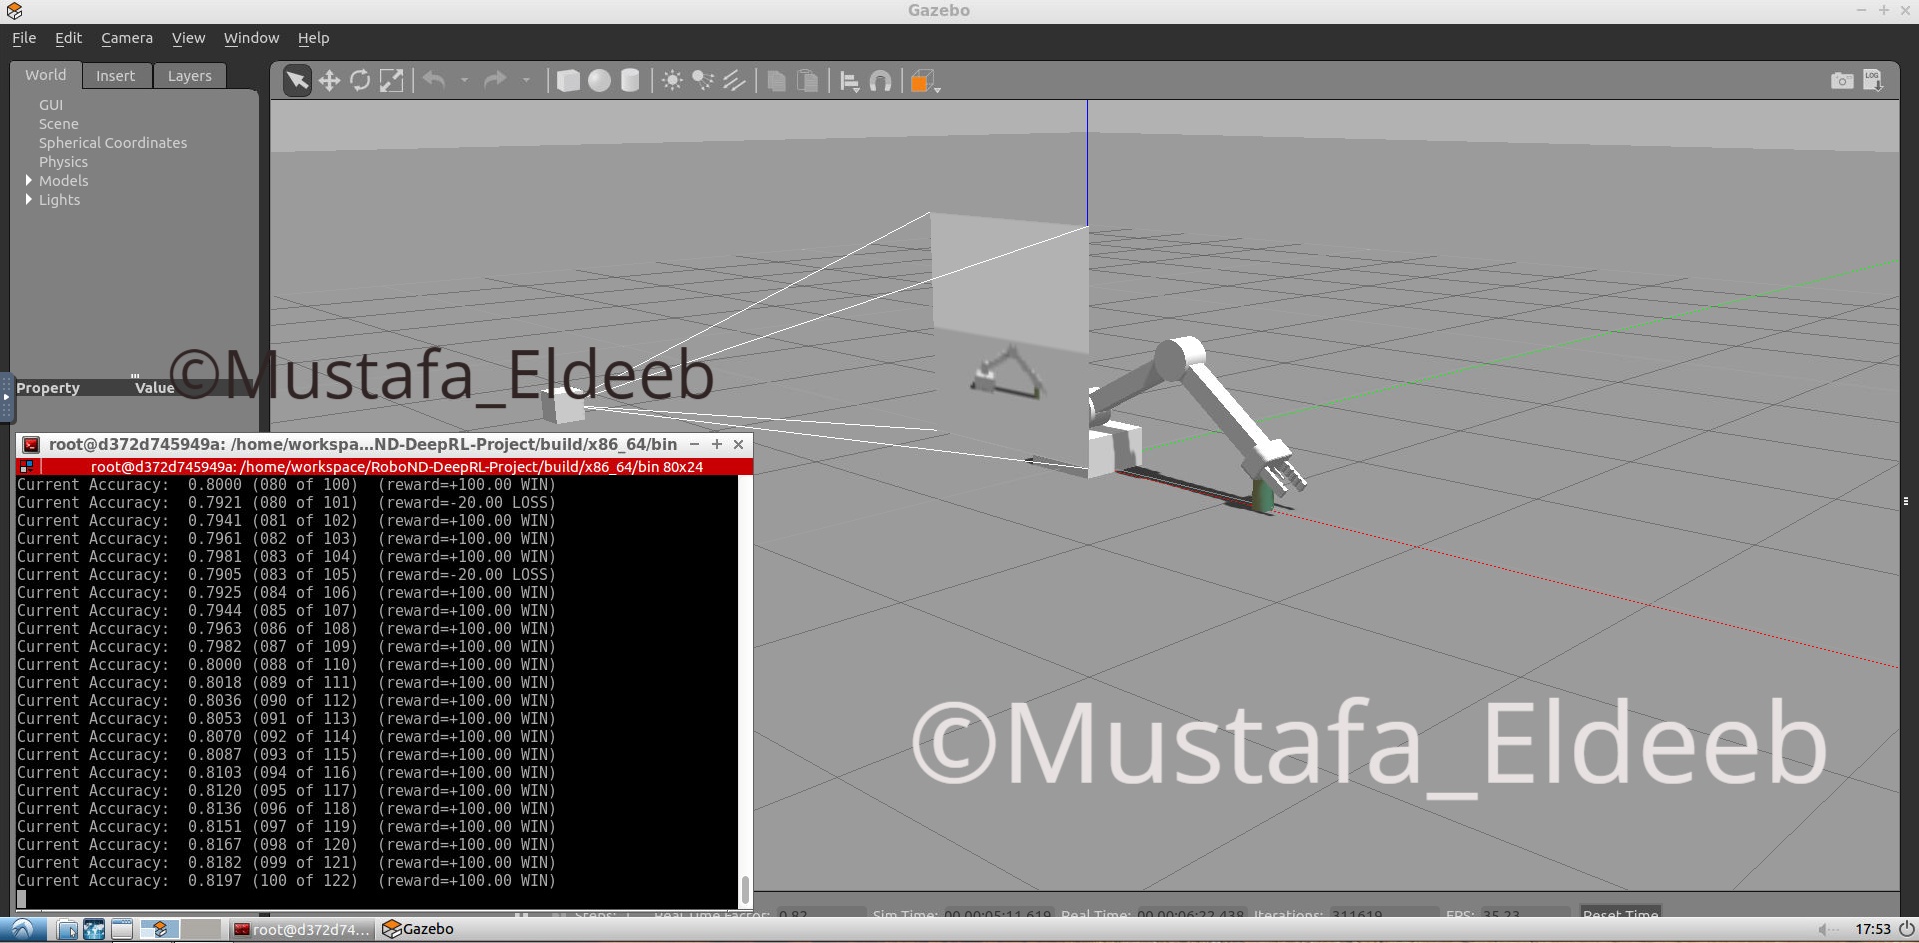 Gazebo
File Edit Camera View Window Help
World Insert Layers
LOG
GUI
Scene
Spherical Coordinates
Physics
Models
Lights
©Mustafa_Eldeeb
Property Value
root@d372d745949a: /home/workspa...ND-DeepRL-Project/build/x86_64/bin
root@d372d745949a: /home/workspace/RoboND-DeepRL-Project/build/x86_64/bin 80x24
Current Accuracy: 0.8000 (080 of 100) (reward=+100.00 WIN)
Current Accuracy: 0.7921 (080 of 101) (reward=-20.00 LOSS)
Current Accuracy: 0.7941 (081 of 102) (reward=+100.00 WIN)
Current Accuracy: 0.7961 (082 of 103) (reward=+100.00 WIN)
Current Accuracy: 0.7981 (083 of 104) (reward=+100.00 WIN)
Current Accuracy: 0.7905 (083 of 105) (reward=-20.00 LOSS)
Current Accuracy: 0.7925 (084 of 106) (reward=+100.00 WIN)
Current Accuracy: 0.7944 (085 of 107) (reward=+100.00 WIN)
Current Accuracy: 0.7963 (086 of 108) (reward=+100.00 WIN)
Current Accuracy: 0.7982 (087 of 109) (reward=+100.00 WIN)
Current Accuracy: 0.8000 (088 of 110) (reward=+100.00 WIN)
Current Accuracy: 0.8018 (089 of 111) (reward=+100.00 WIN)
Current Accuracy: 0.8036 (090 of 112) (reward=+100.00 WIN)
Current Accuracy: 0.8053 (091 of 113) (reward=+100.00 WIN)
Current Accuracy: 0.8070 (092 of 114) (reward=+100.00 WIN)
Current Accuracy: 0.8087 (093 of 115) (reward=+100.00 WIN)
Current Accuracy: 0.8103 (094 of 116) (reward=+100.00 WIN)
Current Accuracy: 0.8120 (095 of 117) (reward=+100.00 WIN)
Current Accuracy: 0.8136 (096 of 118) (reward=+100.00 WIN)
Current Accuracy: 0.8151 (097 of 119) (reward=+100.00 WIN)
Current Accuracy: 0.8167 (098 of 120) (reward=+100.00 WIN)
Current Accuracy: 0.8182 (099 of 121) (reward=+100.00 WIN)
Current Accuracy: 0.8197 (100 of 122) (reward=+100.00 WIN)
©Mustafa_Eldeeb
Steps: 1 Real Time Factor: 0.82 Sim Time: 00 00:05:11.619 Real Time: 00 00:06:22.438 Iterations: 311619 FPS: 35.23 Reset Time
root@d372d74... Gazebo 17:53